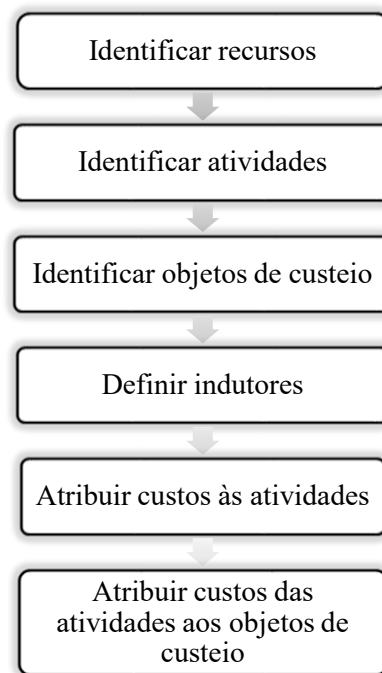 Identificar recursos
Identificar atividades
Identificar objetos de custeio
Definir indutores
Atribuir custos às atividades
Atribuir custos das
atividades aos objetos de
custeio